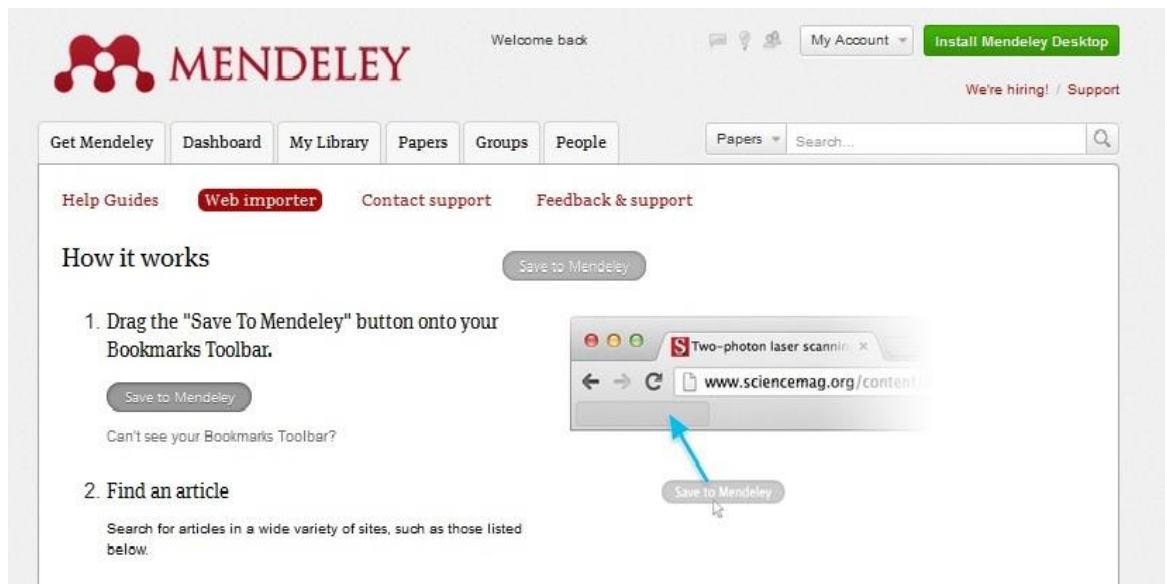 MENDELEY
Welcome back
My Account
Install Mendeley Desktop
We're hiring! / Support
Get Mendeley
Dashboard
My Library
Papers
Groups
People
Papers
Search...
Help Guides
Web importer
Contact support
Feedback & support
How it works
Save to Mendeley
1. Drag the "Save To Mendeley" button onto your
Bookmarks Toolbar.
Save to Mendeley
Can't see your Bookmarks Toolbar?
S Two-photon laser scannin
www.sciencemag.org/content
Save to Mendeley
2. Find an article
Search for articles in a wide variety of sites, such as those listed
below.